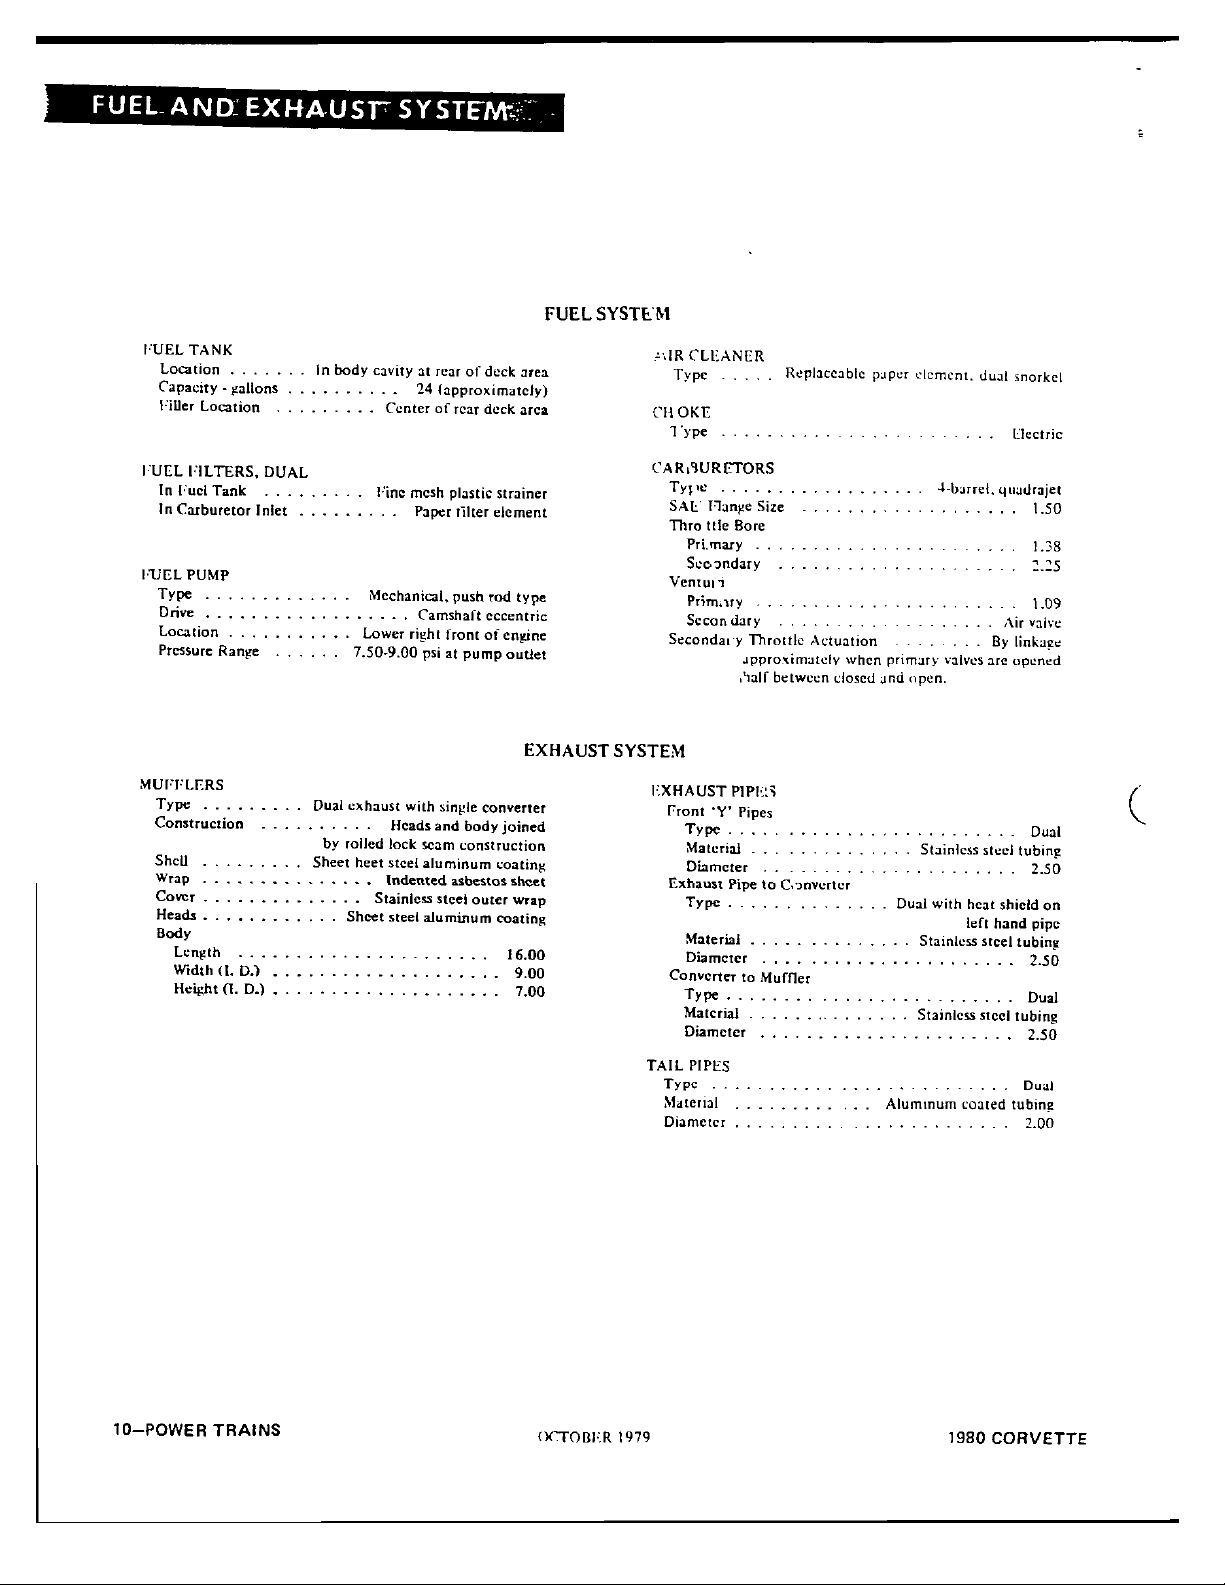 FUEL AND EXHAUST SYSTEM
FUEL SYSTEM
FUEL TANK
Location . . . . . . . In body cavity at rear of deck area
Capacity - gallons . . . . . . . . . . 24 (approximately)
Filler Location . . . . . . . . . Center of rear deck area
FUEL FILTERS, DUAL
In Fuel Tank . . . . . . . . . Fine mesh plastic strainer
In Carburetor Inlet . . . . . . . . . Paper filter element
FUEL PUMP
Type . . . . . . . . . . . . . Mechanical, push rod type
Drive . . . . . . . . . . . . . . . . . . Camshaft eccentric
Location . . . . . . . . . . . Lower right front of engine
Pressure Range . . . . . . 7.50-9.00 psi at pump outlet
AIR CLEANER
Type . . . . . Replaceable paper element, dual snorkel
CHOKE
Type . . . . . . . . . . . . . . . . . . . . . . . . Electric
CARBURETORS
Type . . . . . . . . . . . . . . . . . . 4-barrel, quadrajet
SAE Flange Size . . . . . . . . . . . . . . . . . . . 1.50
Throttle Bore
Primary . . . . . . . . . . . . . . . . . . . . . . . 1.38
Secondary . . . . . . . . . . . . . . . . . . . . . 2.25
Venturi
Primary . . . . . . . . . . . . . . . . . . . . . . . 1.09
Secondary . . . . . . . . . . . . . . . . . . . Air valve
Secondary Throttle Actuation . . . . . . . . By linkage
approximately when primary valves are opened
half between closed and open.
EXHAUST SYSTEM
MUFFLERS
Type . . . . . . . . . Dual exhaust with single converter
Construction . . . . . . . . . . Heads and body joined
by rolled lock seam construction
Shell . . . . . . . . . Sheet heet steel aluminum coating
Wrap . . . . . . . . . . . . . . . Indented asbestos sheet
Cover . . . . . . . . . . . . . . Stainless steel outer wrap
Heads . . . . . . . . . . . . Sheet steel aluminum coating
Body
Length . . . . . . . . . . . . . . . . . . . . . . 16.00
Width (I. D.) . . . . . . . . . . . . . . . . . . . . 9.00
Height (I. D.) . . . . . . . . . . . . . . . . . . . . 7.00
EXHAUST PIPES
Front 'Y' Pipes
Type . . . . . . . . . . . . . . . . . . . . . . . . . Dual
Material . . . . . . . . . . . . . . Stainless steel tubing
Diameter . . . . . . . . . . . . . . . . . . . . . . 2.50
Exhaust Pipe to Converter
Type . . . . . . . . . . . . . . Dual with heat shield on
left hand pipe
Material . . . . . . . . . . . . . . Stainless steel tubing
Diameter . . . . . . . . . . . . . . . . . . . . . . 2.50
Converter to Muffler
Type . . . . . . . . . . . . . . . . . . . . . . . . . Dual
Material . . . . . . . . . . . . . . Stainless steel tubing
Diameter . . . . . . . . . . . . . . . . . . . . . . 2.50
TAIL PIPES
Type . . . . . . . . . . . . . . . . . . . . . . . . . . Dual
Material . . . . . . . . . . . . Aluminum coated tubing
Diameter . . . . . . . . . . . . . . . . . . . . . . . . 2.00
10—POWER TRAINS
OCTOBER 1979
1980 CORVETTE